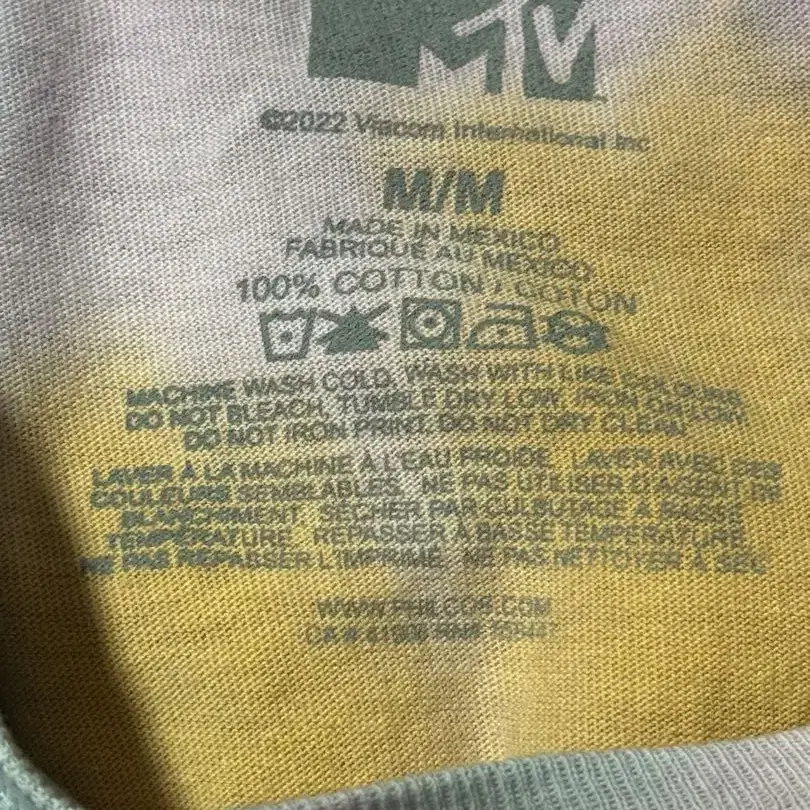 MTV
©2022 Viacom International Inc
M/M
MADE IN MEXICO
FABRIQUE AU MEXICO
100% COTTON / COTON
MACHINE WASH COLD, WASH WITH LIKE COLOURS,
DO NOT BLEACH, TUMBLE DRY LOW, IRON ON LOW,
DO NOT IRON PRINT, DO NOT DRY CLEAN
LAVER À LA MACHINE À L'EAU FROIDE, LAVER AVEC DES
COULEURS SEMBLABLES, NE PAS UTILISER D'AGENT DE
BLANCHIMENT, SÉCHER PAR CULBUTAGE À BASSE
TEMPÉRATURE, REPASSER À BASSE TEMPÉRATURE,
NE PAS REPASSER L'IMPRIMÉ, NE PAS NETTOYER À SEC
WWW.PHILCOS.COM
CA # RN#